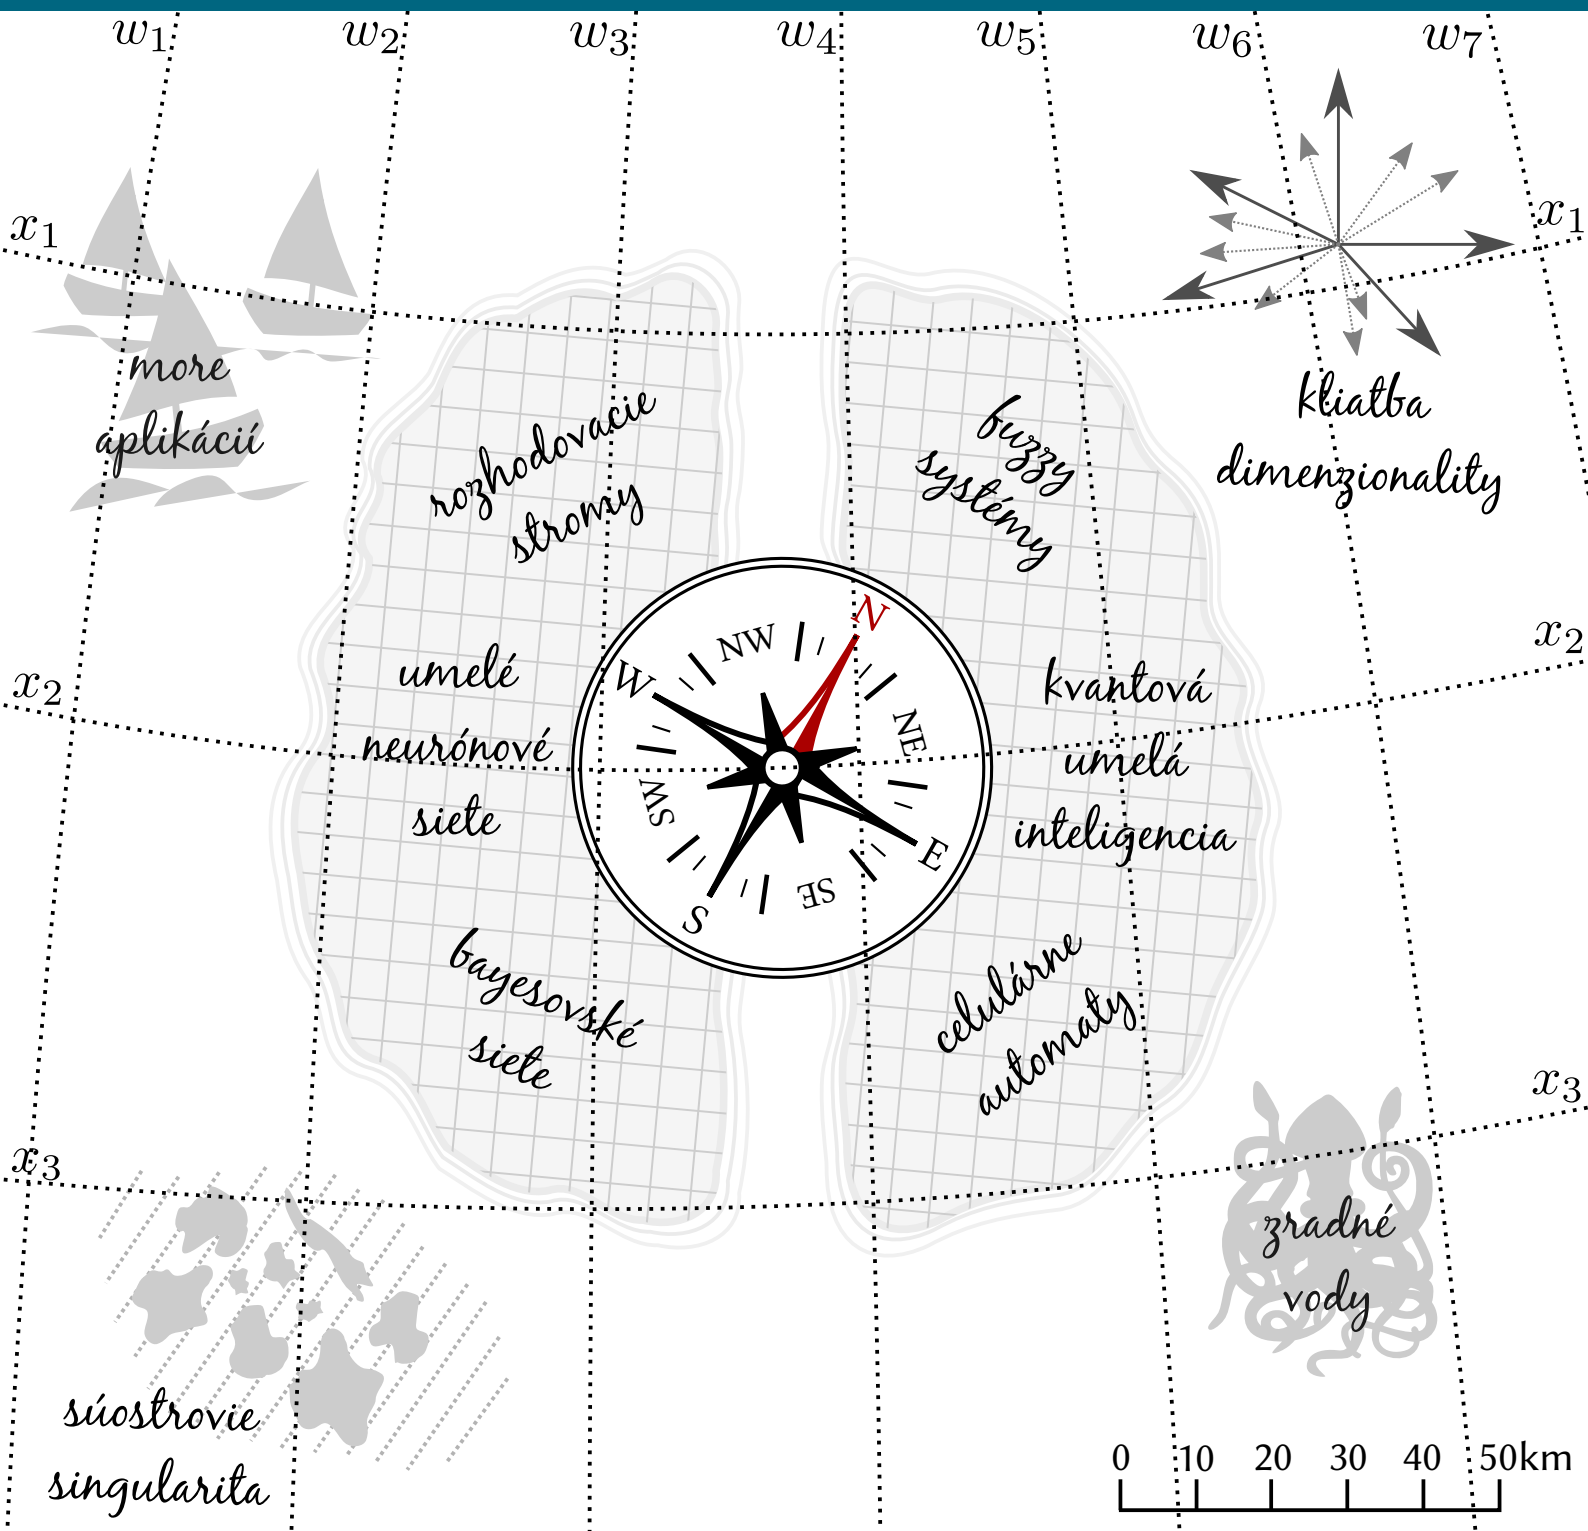 w1 w2 w3 w4 w5 w6 w7
x1
x1
more
aplikácií
kliatba
dimenzionality
rozhodovacie
stromy
fuzzy
systémy
x2
x2
umelé
neurónové
siete
N
NE
E
SE
S
SW
W
NW
kvantová
umelá
inteligencia
bayesovské
siete
celulárne
automaty
x3
x3
zradné
vody
súostrovie
singularita
0 10 20 30 40 50km